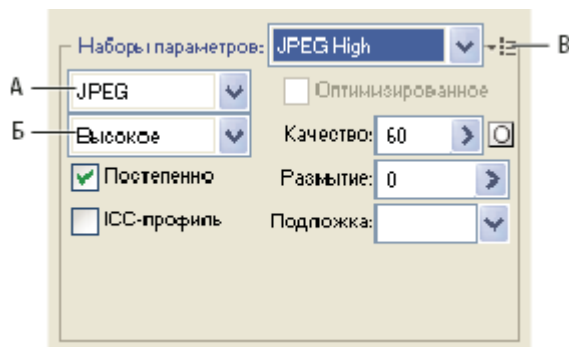 Наборы параметров: JPEG High
В
А
JPEG
Оптимизированное
Б
Высокое
Качество: 60
Постепенно
Размытие: 0
ICC-профиль
Подложка: